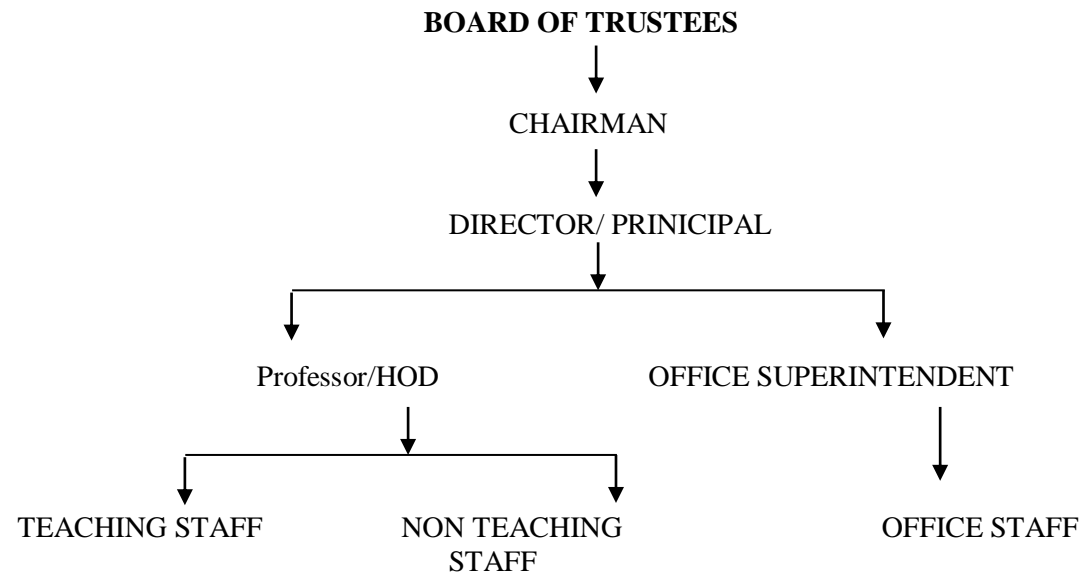 BOARD OF TRUSTEES
CHAIRMAN
DIRECTOR/ PRINICIPAL
Professor/HOD
OFFICE SUPERINTENDENT
TEACHING STAFF
NON TEACHING
STAFF
OFFICE STAFF